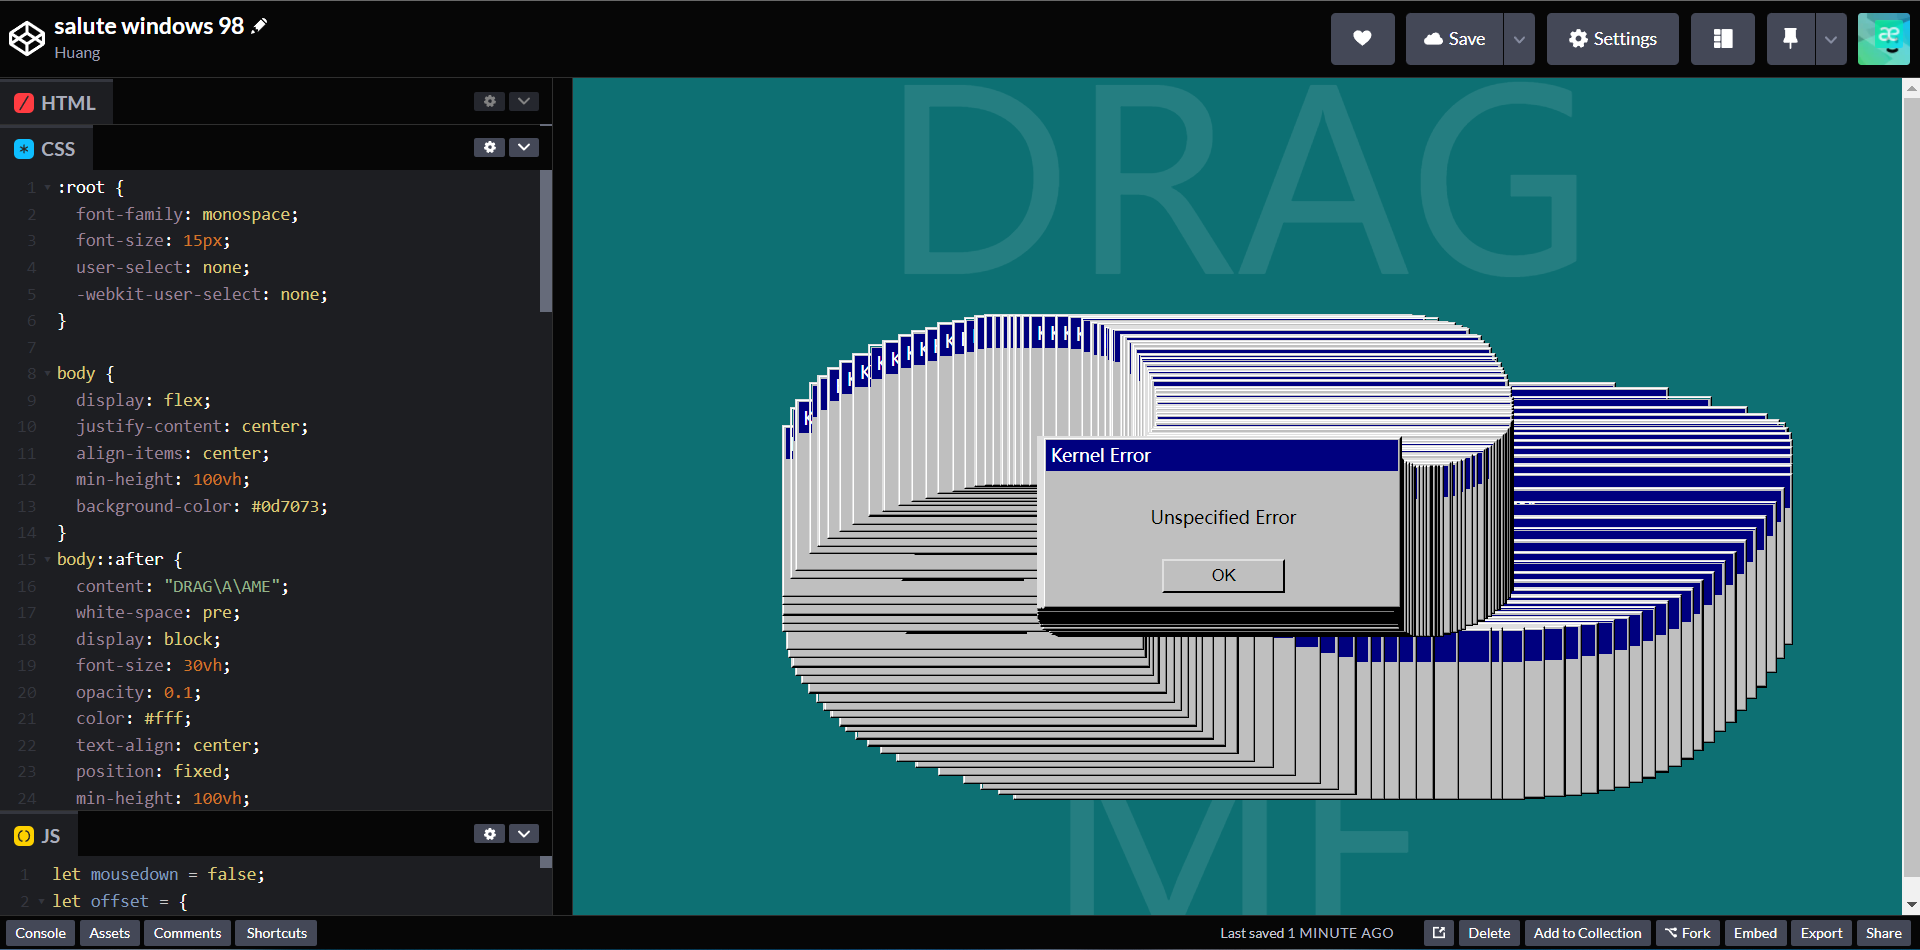 salute windows 98
Huang
Save
Settings
HTML
CSS
1 :root {
2 font-family: monospace;
3 font-size: 15px;
4 user-select: none;
5 -webkit-user-select: none;
6 }
7
8 body {
9 display: flex;
10 justify-content: center;
11 align-items: center;
12 min-height: 100vh;
13 background-color: #0d7073;
14 }
15 body::after {
16 content: "DRAG\A\AME";
17 white-space: pre;
18 display: block;
19 font-size: 30vh;
20 opacity: 0.1;
21 color: #fff;
22 text-align: center;
23 position: fixed;
24 min-height: 100vh;
JS
1 let mousedown = false;
2 let offset = {
DRAG
Kernel Error
Unspecified Error
OK
ME
Console
Assets
Comments
Shortcuts
Last saved 1 MINUTE AGO
Delete
Add to Collection
Fork
Embed
Export
Share